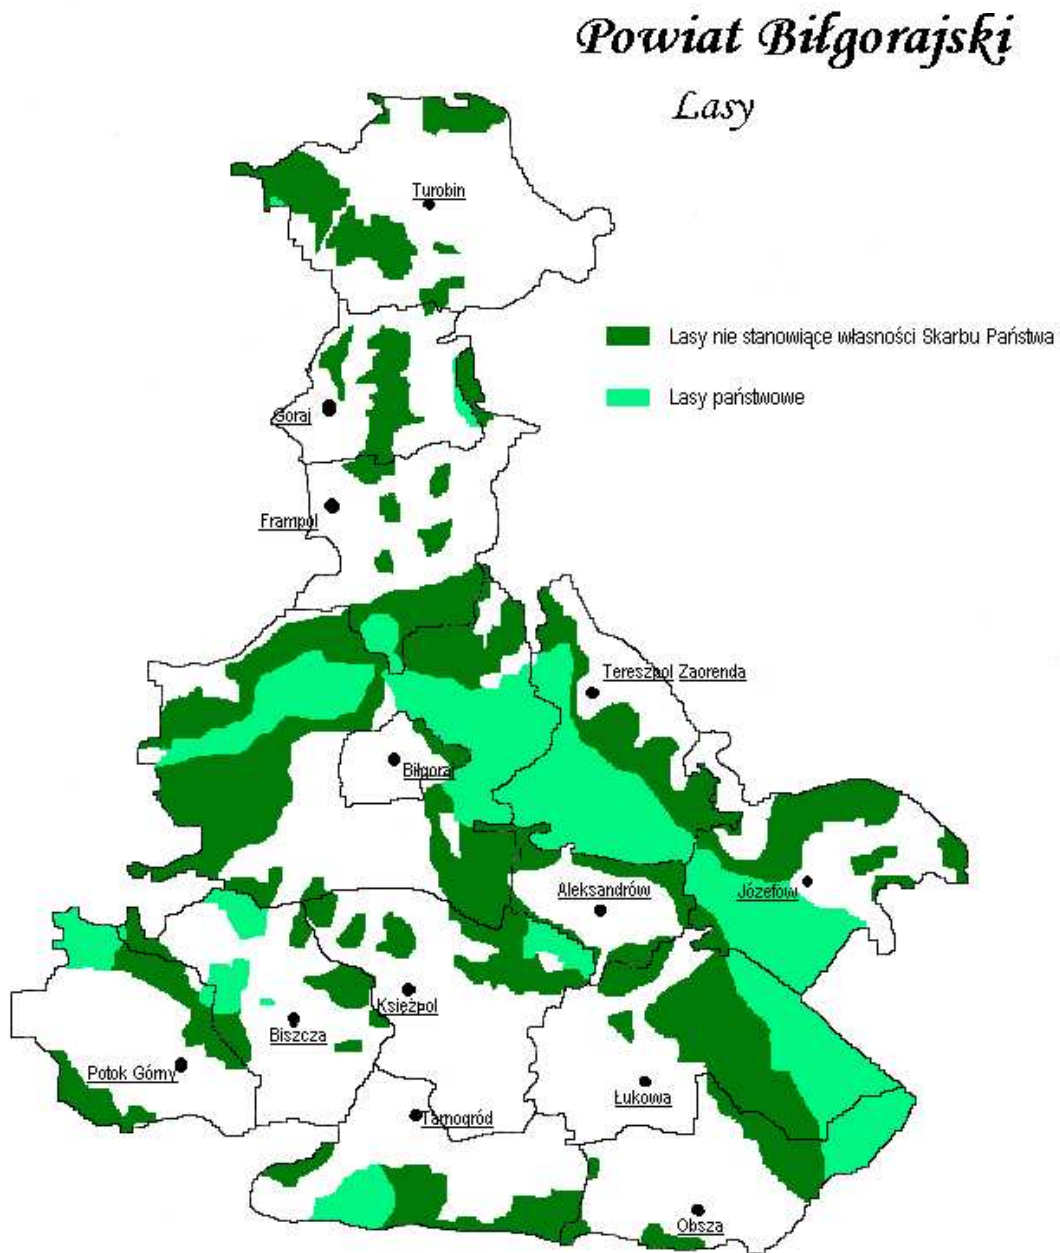 Powiat Biłgorajski
Lasy
Turobin
Lasy nie stanowiące własności Skarbu Państwa
Lasy państwowe
Goraj
Frampol
Tereszpol Zaorenda
Biłgoraj
Aleksandrów
Józefów
Księżpol
Biszcza
Potok Górny
Łukowa
Tarnogród
Obsza